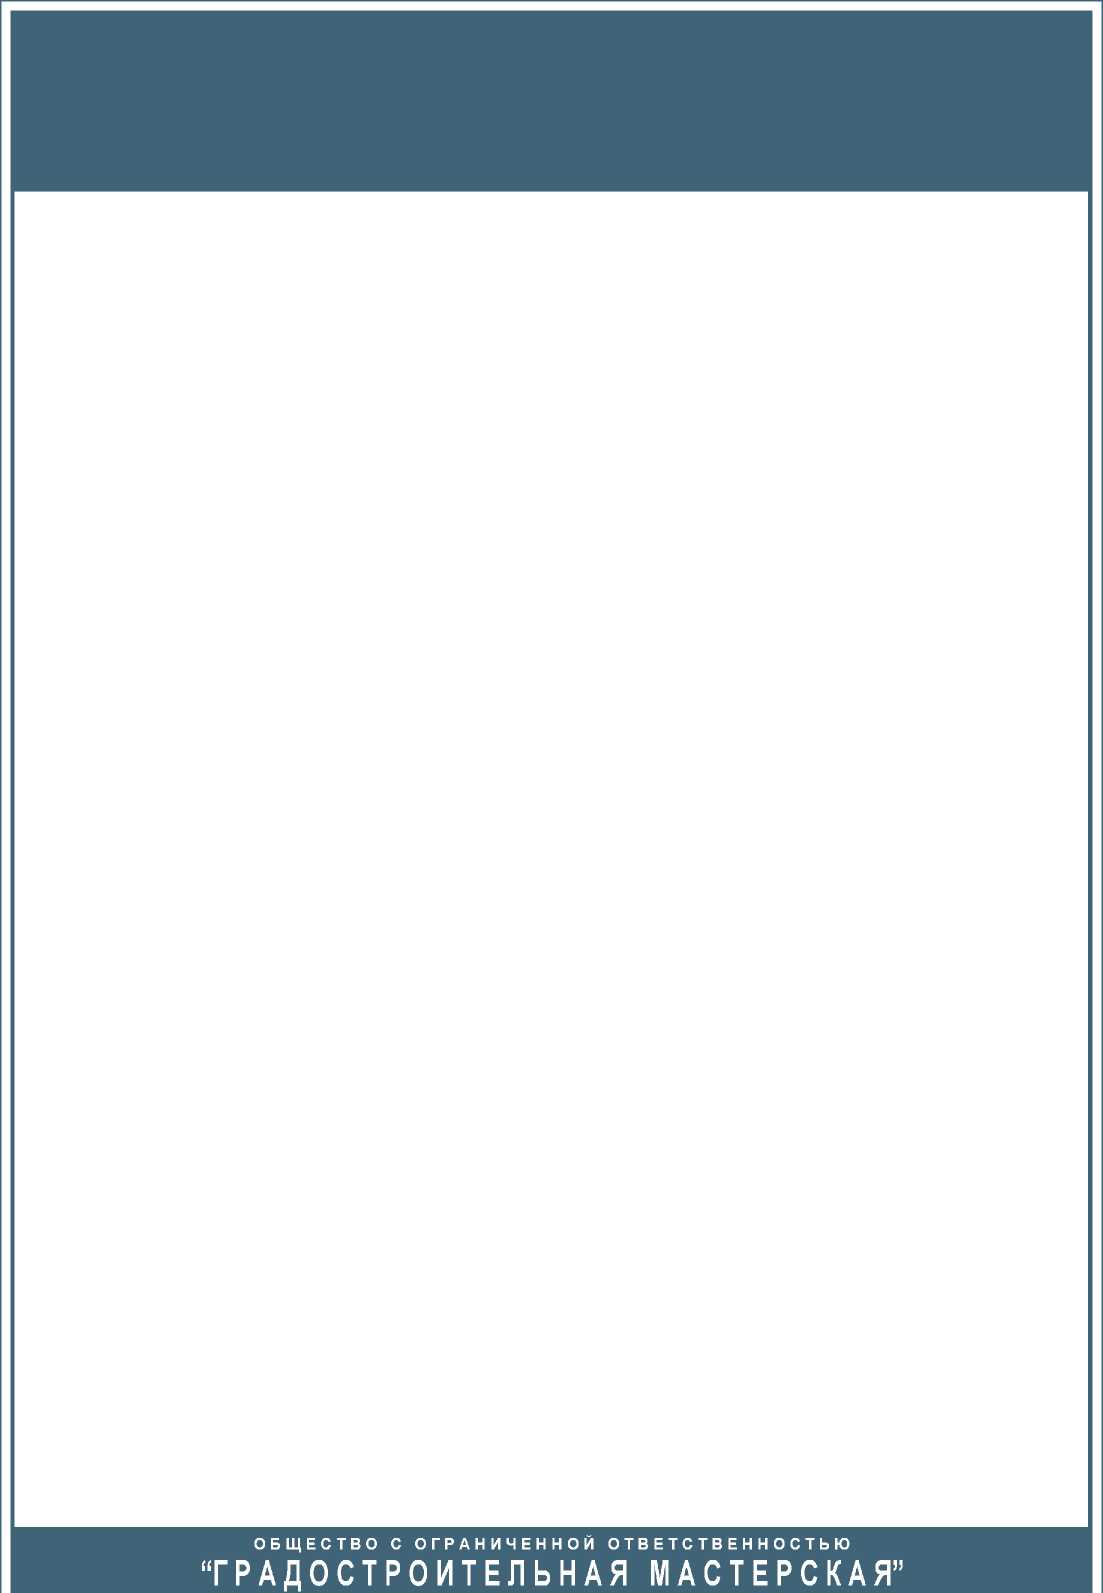 ОБЩЕСТВО С ОГРАНИЧЕННОЙ ОТВЕТСТВЕННОСТЬЮ
“ГРАДОСТРОИТЕЛЬНАЯ МАСТЕРСКАЯ”